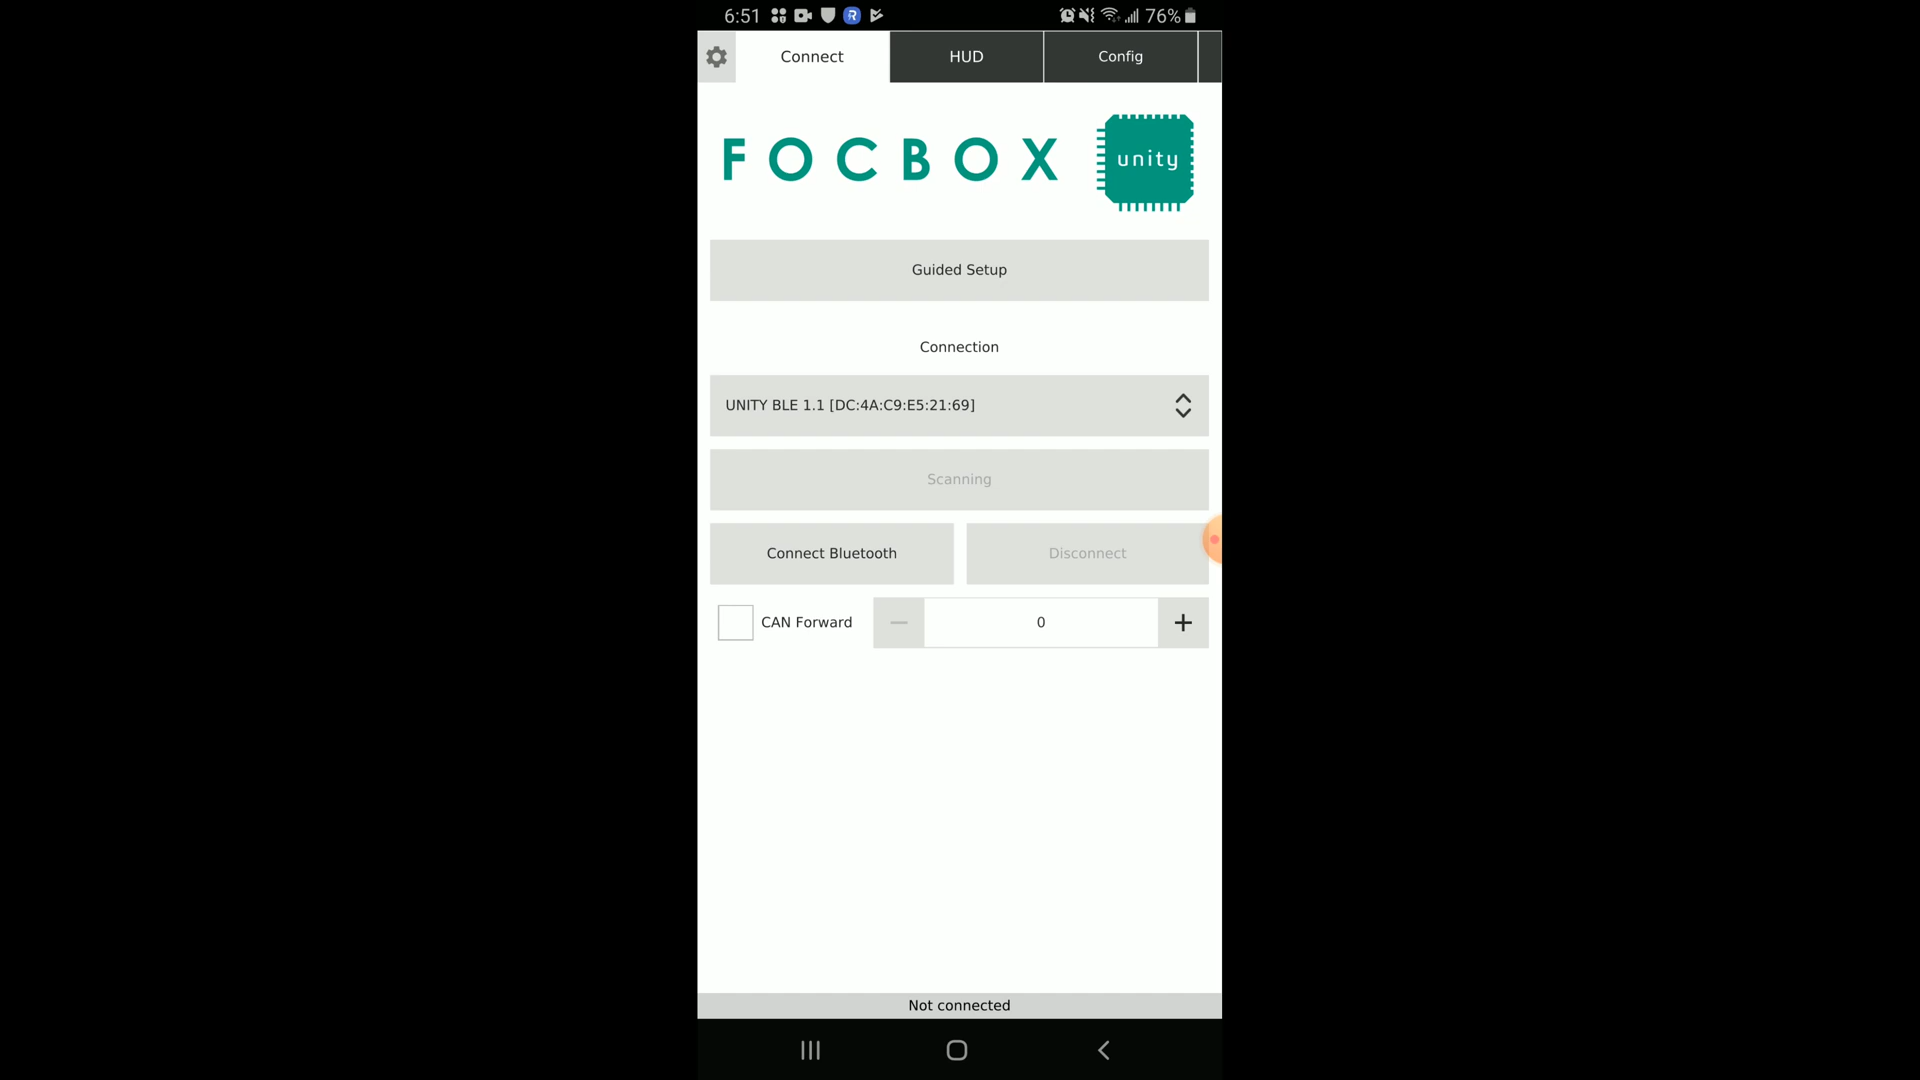 6:51 R 76%
Connect HUD Config
FOCBOX unity
Guided Setup
Connection
UNITY BLE 1.1 [DC:4A:C9:E5:21:69]
Scanning
Connect Bluetooth Disconnect
CAN Forward − 0 +
Not connected